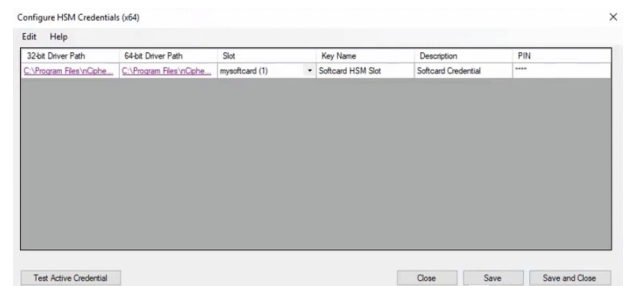 Configure HSM Credentials (x64)
Edit Help
32-bit Driver Path 64-bit Driver Path Slot Key Name Description PIN
C:\Program Files\nCiphe... C:\Program Files\nCiphe... mysoftcard (1) Softcard HSM Slot Softcard Credential ****
Test Active Credential Close Save Save and Close